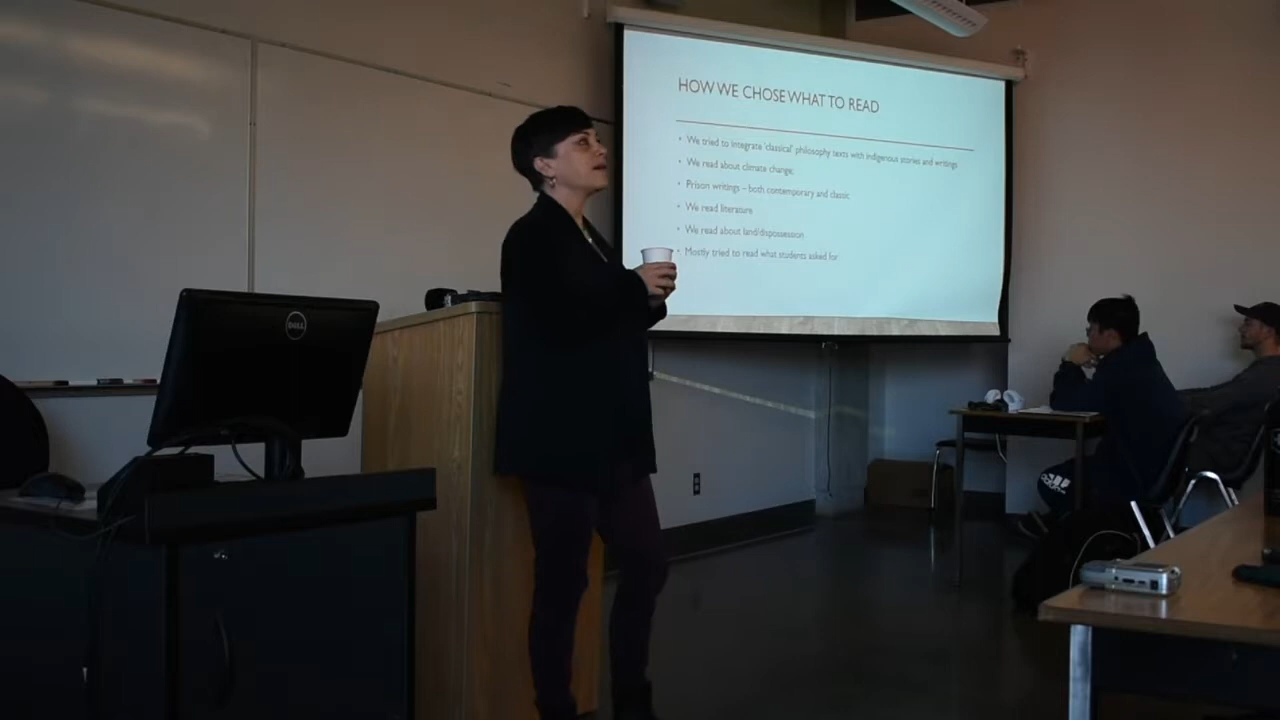 HOW WE CHOSE WHAT TO READ
• We tried to integrate 'classical' philosophy texts with indigenous stories and writings
• We read about climate change;
• Prison writings – both contemporary and classic
• We read literature
• We read about land/dispossession
• Mostly tried to read what students asked for
DELL